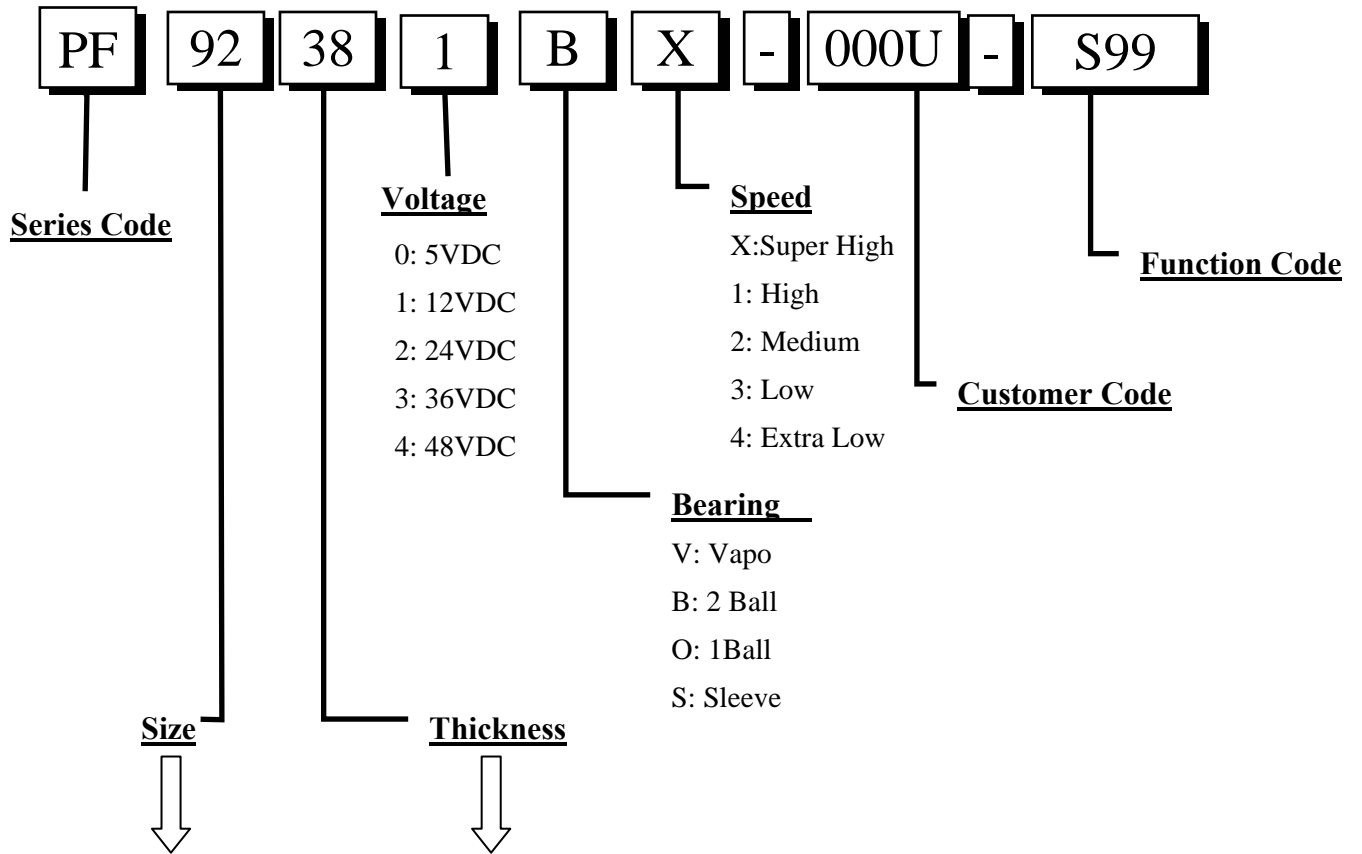 PF 92 38 1 B X - 000U - S99
Series Code
Voltage
0: 5VDC
1: 12VDC
2: 24VDC
3: 36VDC
4: 48VDC
Speed
X:Super High
1: High
2: Medium
3: Low
4: Extra Low
Function Code
Customer Code
Bearing
V: Vapo
B: 2 Ball
O: 1Ball
S: Sleeve
Size
Thickness